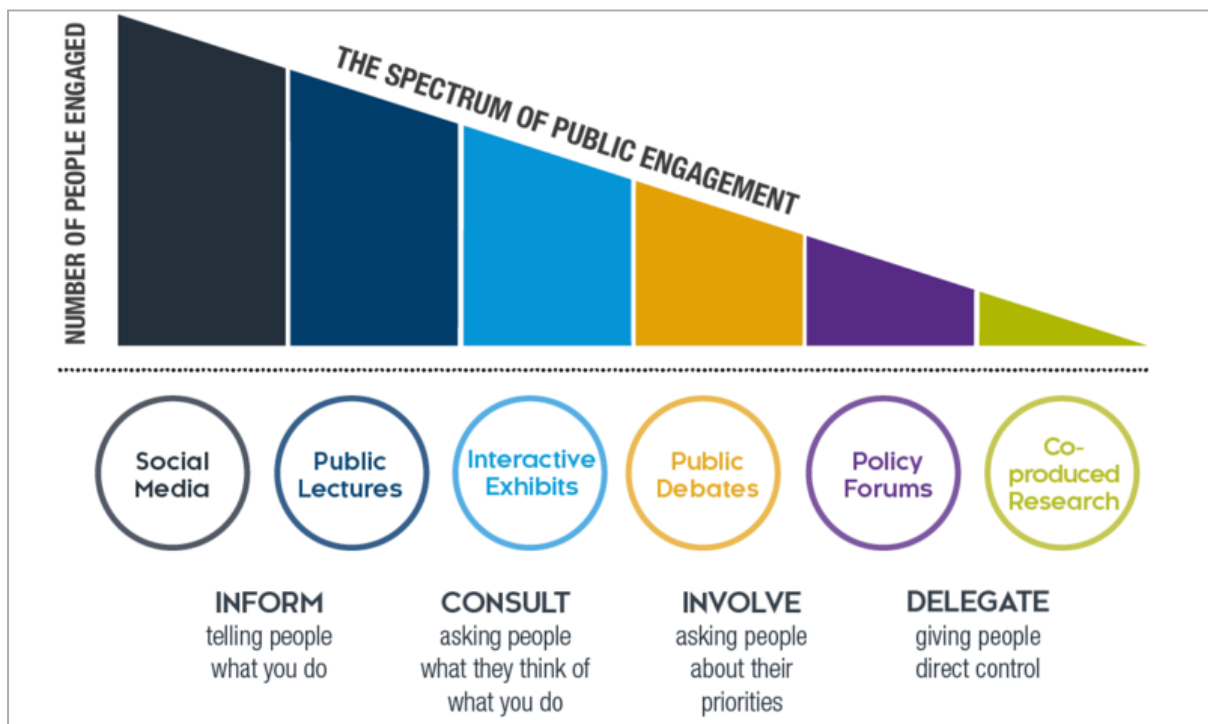 THE SPECTRUM OF PUBLIC ENGAGEMENT
NUMBER OF PEOPLE ENGAGED
Social
Media
Public
Lectures
Interactive
Exhibits
Public
Debates
Policy
Forums
Co-
produced
Research
INFORM
telling people
what you do
CONSULT
asking people
what they think of
what you do
INVOLVE
asking people
about their
priorities
DELEGATE
giving people
direct control